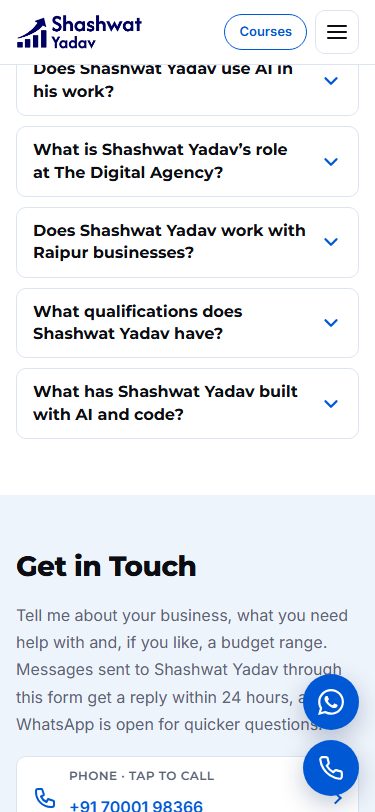 Shashwat
Yadav
Courses
Does Shashwat Yadav use AI in
his work?
What is Shashwat Yadav’s role
at The Digital Agency?
Does Shashwat Yadav work with
Raipur businesses?
What qualifications does
Shashwat Yadav have?
What has Shashwat Yadav built
with AI and code?
Get in Touch
Tell me about your business, what you need
help with and, if you like, a budget range.
Messages sent to Shashwat Yadav through
this form get a reply within 24 hours,
WhatsApp is open for quicker questions.
PHONE · TAP TO CALL
+91 70001 98366